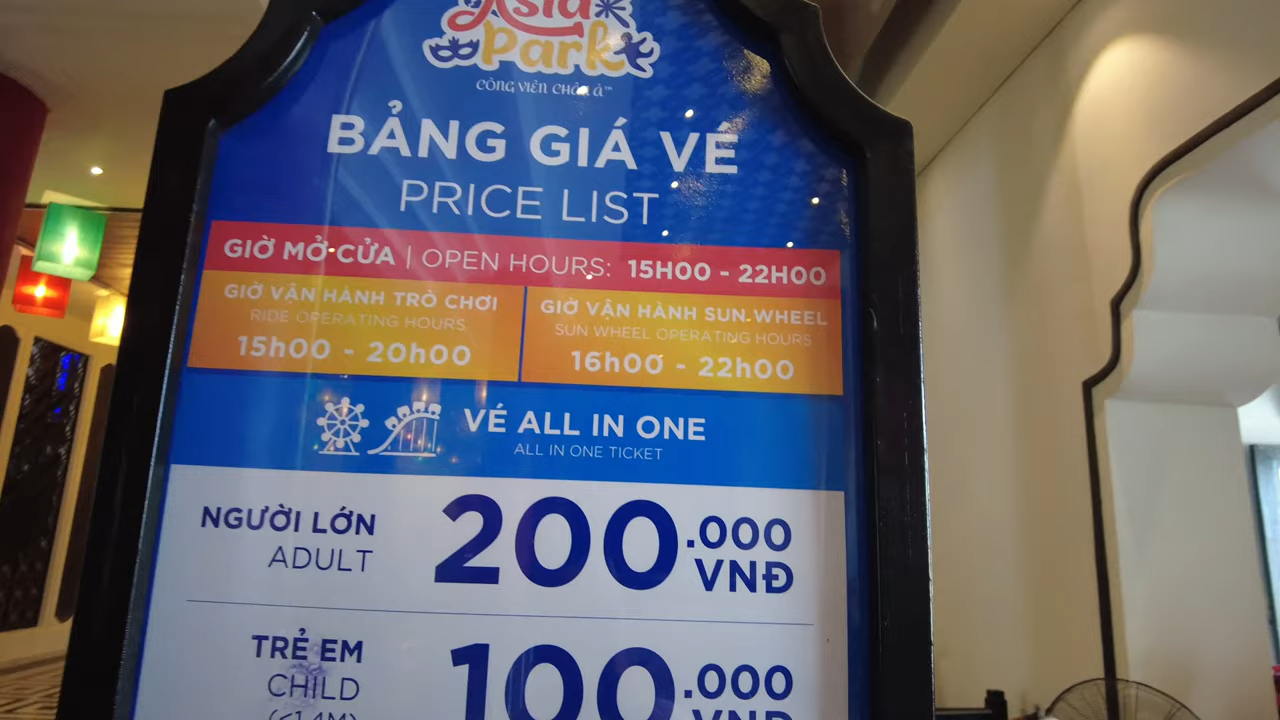 Asia
Park
CÔNG VIÊN CHÂU Á™
BẢNG GIÁ VÉ
PRICE LIST
GIỜ MỞ CỬA | OPEN HOURS: 15H00 - 22H00
GIỜ VẬN HÀNH TRÒ CHƠI
RIDE OPERATING HOURS
15h00 - 20h00
GIỜ VẬN HÀNH SUN WHEEL
SUN WHEEL OPERATING HOURS
16h00 - 22h00
VÉ ALL IN ONE
ALL IN ONE TICKET
NGƯỜI LỚN
ADULT
200.000
VNĐ
TRẺ EM
CHILD
(<1.4M)
100.000
VNĐ